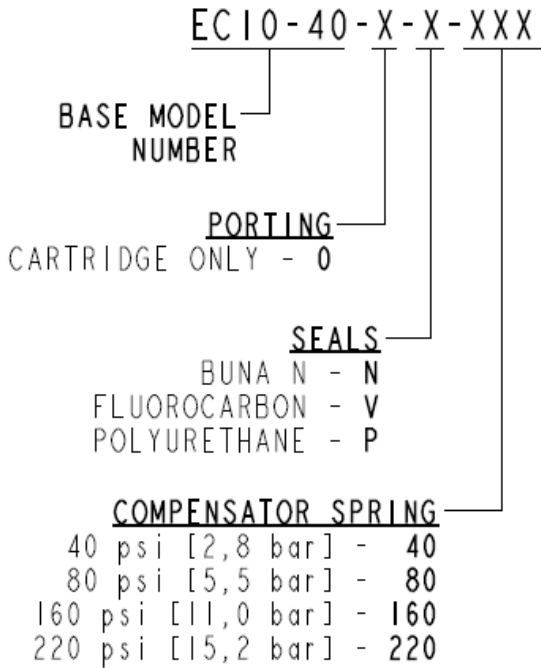 EC10-40-X-X-XXX
BASE MODEL
NUMBER
PORTING
CARTRIDGE ONLY - 0
SEALS
BUNA N - N
FLUOROCARBON - V
POLYURETHANE - P
COMPENSATOR SPRING
40 psi [2,8 bar] - 40
80 psi [5,5 bar] - 80
160 psi [11,0 bar] - 160
220 psi [15,2 bar] - 220